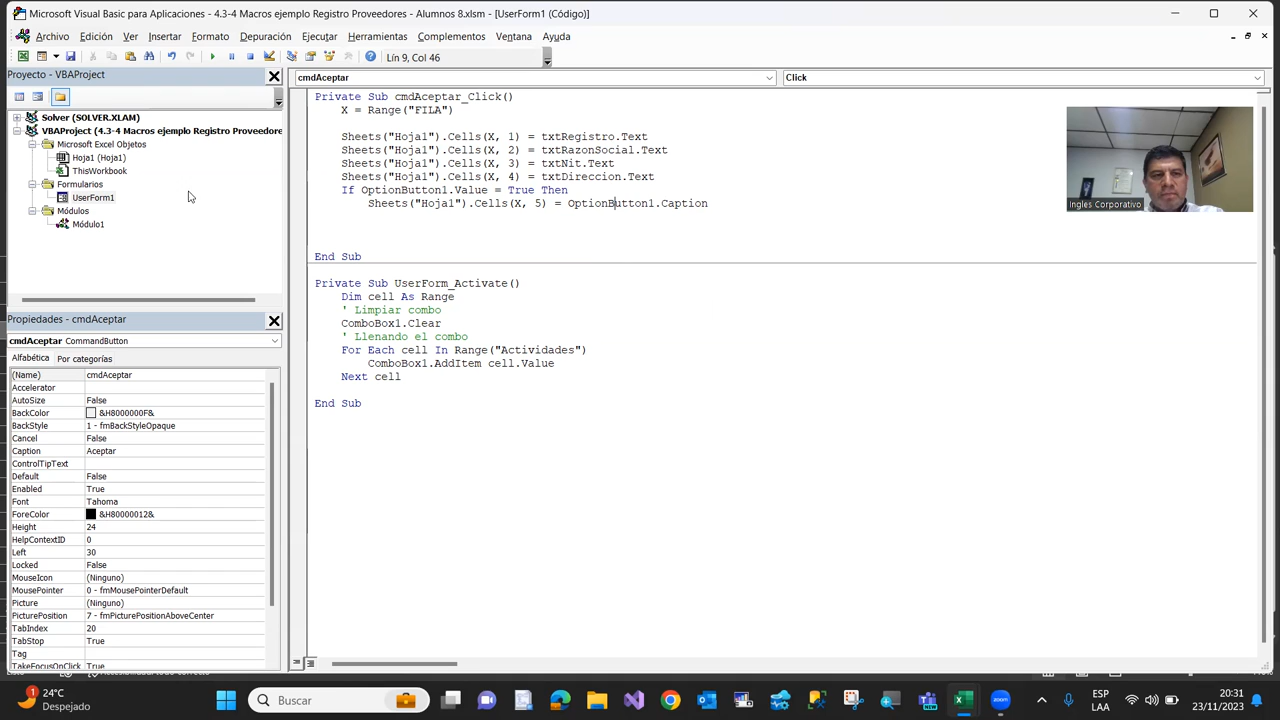 Microsoft Visual Basic para Aplicaciones - 4.3-4 Macros ejemplo Registro Proveedores - Alumnos 8.xlsm - [UserForm1 (Código)]
Archivo Edición Ver Insertar Formato Depuración Ejecutar Herramientas Complementos Ventana Ayuda
Lín 9, Col 46
Proyecto - VBAProject
Solver (SOLVER.XLAM)
VBAProject (4.3-4 Macros ejemplo Registro Proveedore
Microsoft Excel Objetos
Hoja1 (Hoja1)
ThisWorkbook
Formularios
UserForm1
Módulos
Módulo1
Propiedades - cmdAceptar
cmdAceptar CommandButton
Alfabética Por categorías
(Name) cmdAceptar
Accelerator
AutoSize False
BackColor &H8000000F&
BackStyle 1 - fmBackStyleOpaque
Cancel False
Caption Aceptar
ControlTipText
Default False
Enabled True
Font Tahoma
ForeColor &H80000012&
Height 24
HelpContextID 0
Left 30
Locked False
MouseIcon (Ninguno)
MousePointer 0 - fmMousePointerDefault
Picture (Ninguno)
PicturePosition 7 - fmPicturePositionAboveCenter
TabIndex 20
TabStop True
Tag
TakeFocusOnClick True
cmdAceptar Click
Private Sub cmdAceptar_Click()
X = Range("FILA")
Sheets("Hoja1").Cells(X, 1) = txtRegistro.Text
Sheets("Hoja1").Cells(X, 2) = txtRazonSocial.Text
Sheets("Hoja1").Cells(X, 3) = txtNit.Text
Sheets("Hoja1").Cells(X, 4) = txtDireccion.Text
If OptionButton1.Value = True Then
Sheets("Hoja1").Cells(X, 5) = OptionButton1.Caption
End Sub
Private Sub UserForm_Activate()
Dim cell As Range
' Limpiar combo
ComboBox1.Clear
' Llenando el combo
For Each cell In Range("Actividades")
ComboBox1.AddItem cell.Value
Next cell
End Sub
Ingles Corporativo
24°C
Despejado
Buscar
ESP
LAA
20:31
23/11/2023